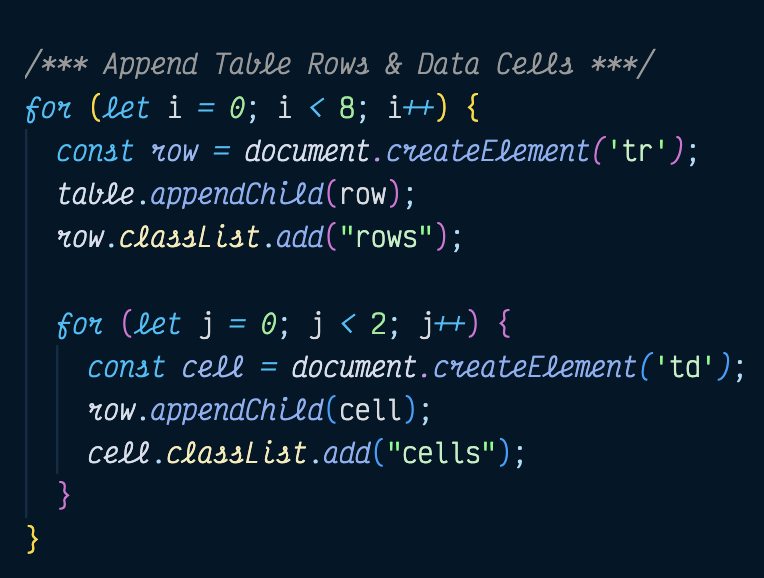 /*** Append Table Rows & Data Cells ***/
for (let i = 0; i < 8; i++) {
  const row = document.createElement('tr');
  table.appendChild(row);
  row.classList.add("rows");

  for (let j = 0; j < 2; j++) {
    const cell = document.createElement('td');
    row.appendChild(cell);
    cell.classList.add("cells");
  }
}